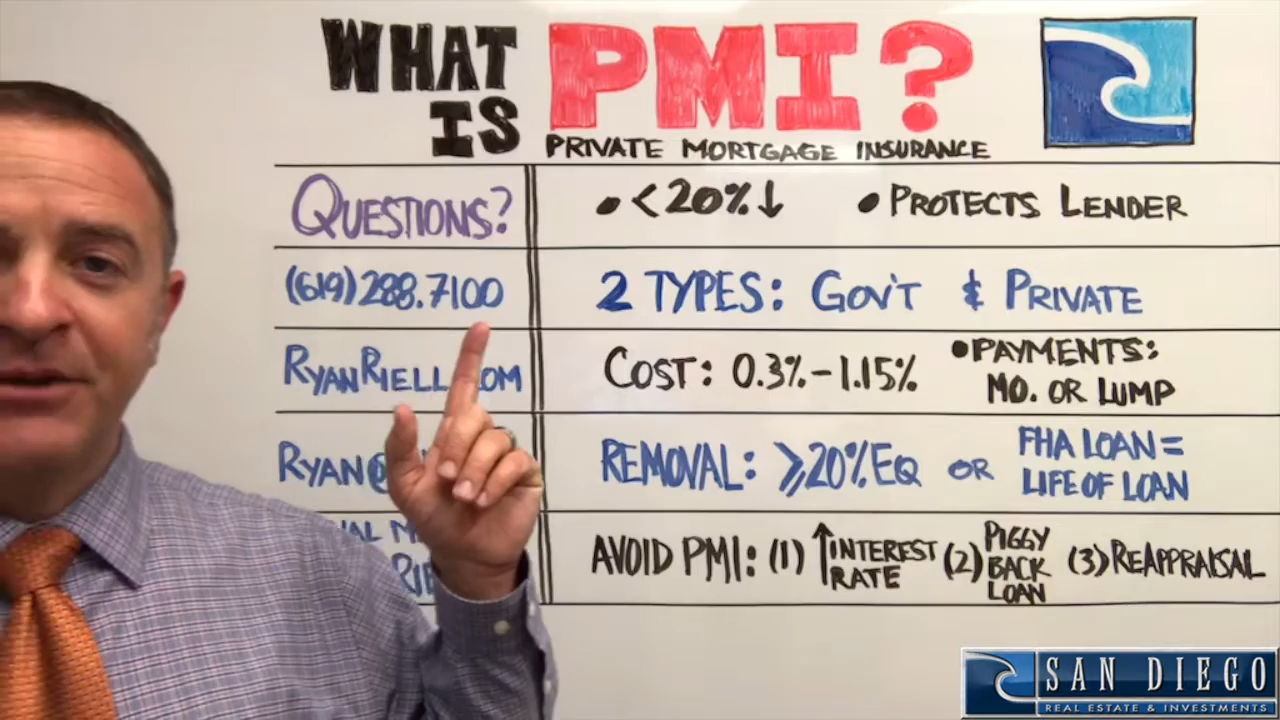 WHAT IS PMI?
PRIVATE MORTGAGE INSURANCE
QUESTIONS?
• <20%↓ • PROTECTS LENDER
(619)288.7100
2 TYPES: GOV'T & PRIVATE
COST: 0.3%-1.15%
• PAYMENTS:
MO. OR LUMP
RYAN@
REMOVAL: ≥20% EQ OR
FHA LOAN =
LIFE OF LOAN
AVOID PMI: (1) ↑ INTEREST RATE (2) PIGGY BACK LOAN (3) REAPPRAISAL
SAN DIEGO
REAL ESTATE & INVESTMENTS